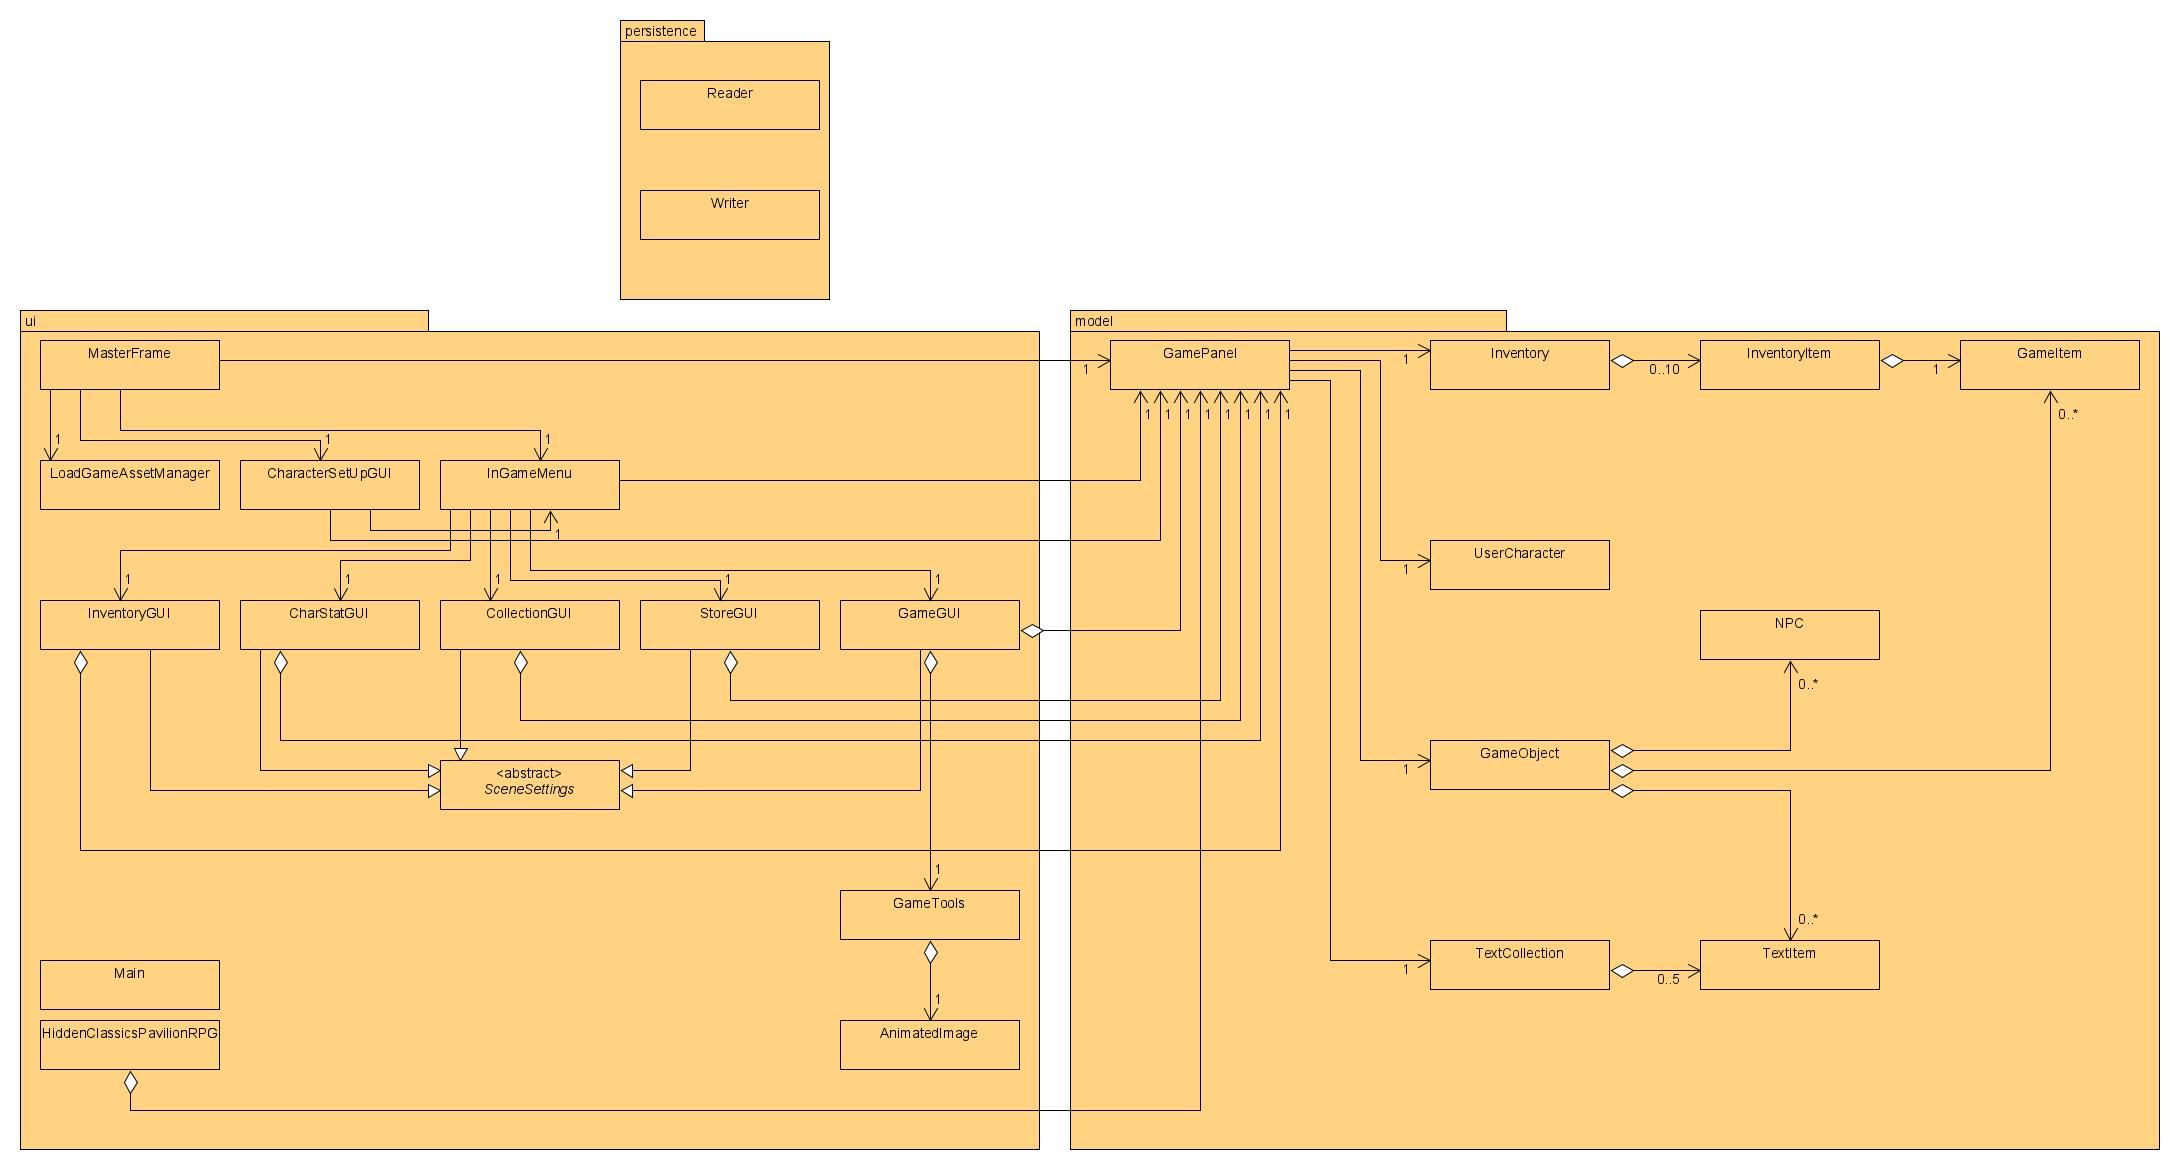 persistence
Reader
Writer
ui
model
MasterFrame
GamePanel
Inventory
InventoryItem
GameItem
1
1
0..10
1
1
1
1
1
1
1
1
1
1
1
1
0..*
LoadGameAssetManager
CharacterSetUpGUI
InGameMenu
1
UserCharacter
1
1
1
1
1
1
InventoryGUI
CharStatGUI
CollectionGUI
StoreGUI
GameGUI
NPC
0..*
GameObject
1
<abstract>
SceneSettings
1
GameTools
0..*
TextCollection
TextItem
1
0..5
Main
1
HiddenClassicsPavilionRPG
AnimatedImage